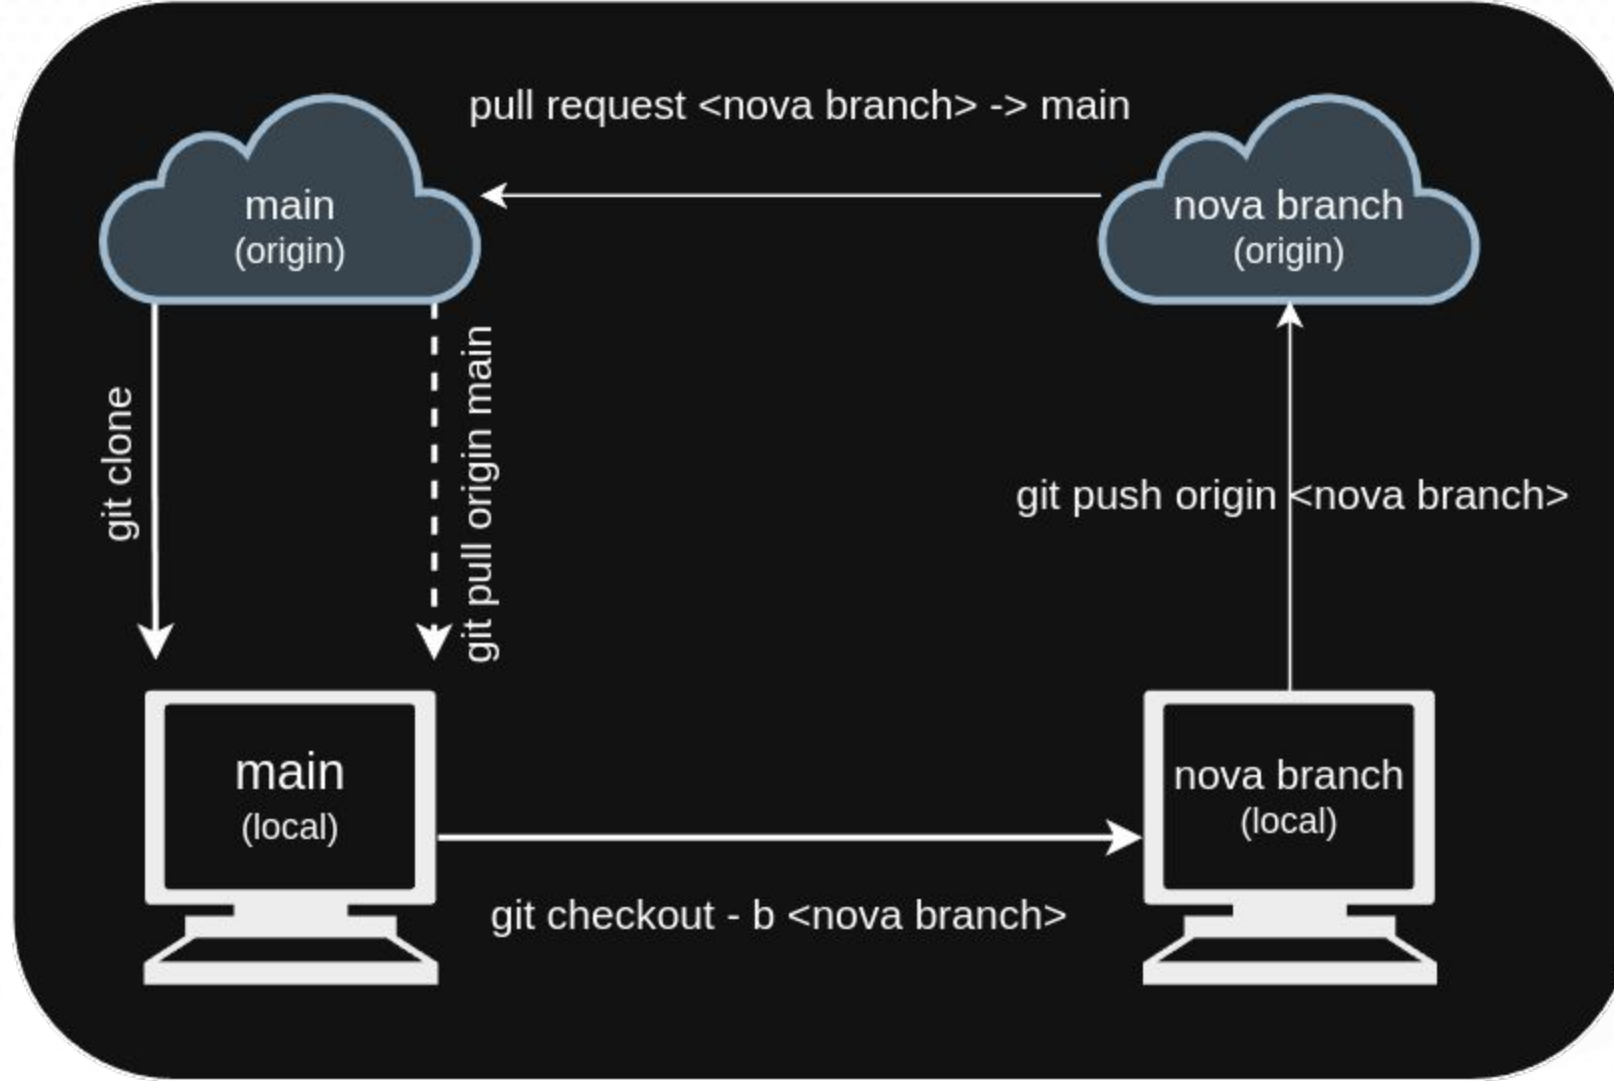 pull request <nova branch> -> main
main
(origin)
nova branch
(origin)
git clone
git pull origin main
git push origin <nova branch>
main
(local)
nova branch
(local)
git checkout - b <nova branch>